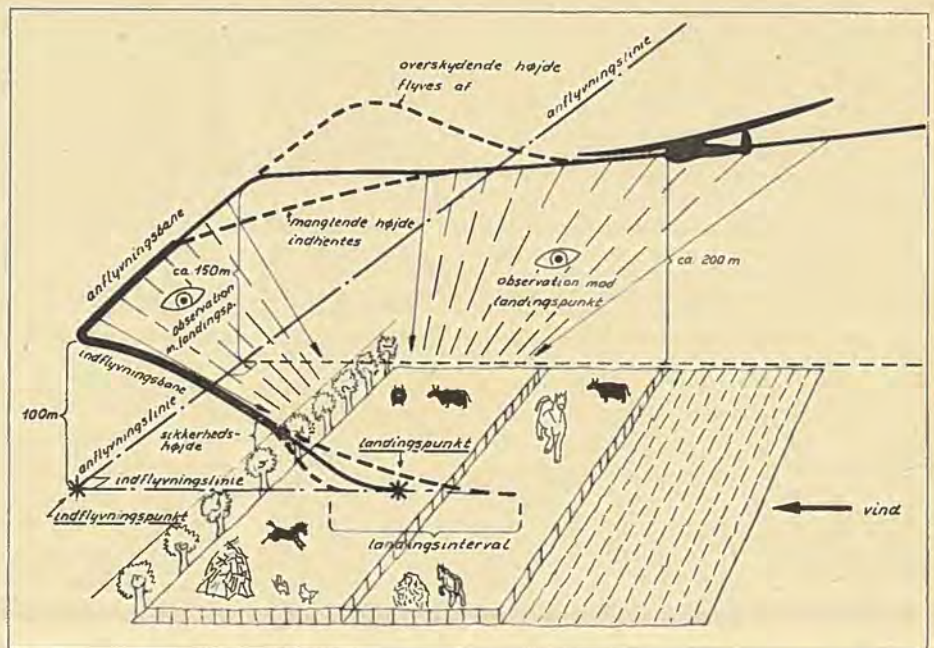 overskydende højde
flyves af
anflyvningslinie
manglende højde
indhentes
anflyvningsbane
ca. 150m
observation
m. landingsp.
observation mod
landingspunkt
ca. 200 m
indflyvningsbane
100m
anflyvningslinie
sikkerheds-
højde
landingspunkt
indflyvningslinie
indflyvningspunkt
landingsinterval
vind